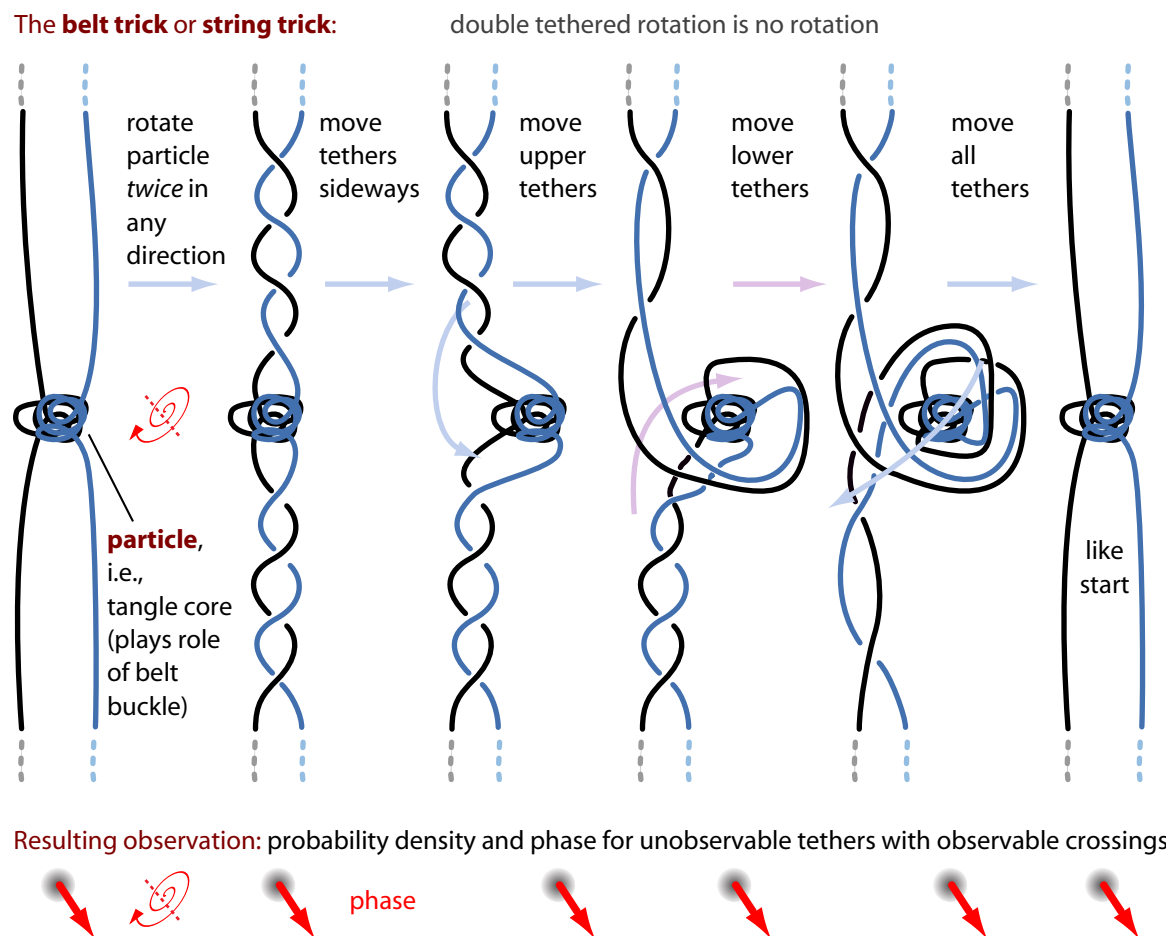 The belt trick or string trick:
double tethered rotation is no rotation
rotate
particle
twice in
any
direction
move
tethers
sideways
move
upper
tethers
move
lower
tethers
move
all
tethers
particle,
i.e.,
tangle core
(plays role
of belt
buckle)
like
start
Resulting observation: probability density and phase for unobservable tethers with observable crossings
phase